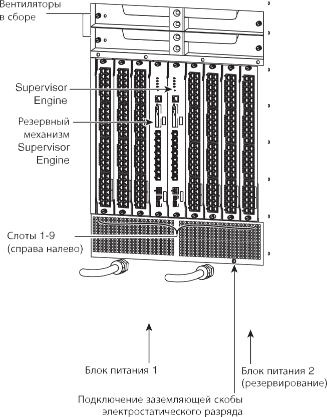 Вентиляторы
в сборе
Supervisor
Engine
Резервный
механизм
Supervisor
Engine
Слоты 1-9
(справа налево)
Блок питания 1
Блок питания 2
(резервирование)
Подключение заземляющей скобы
электростатического разряда